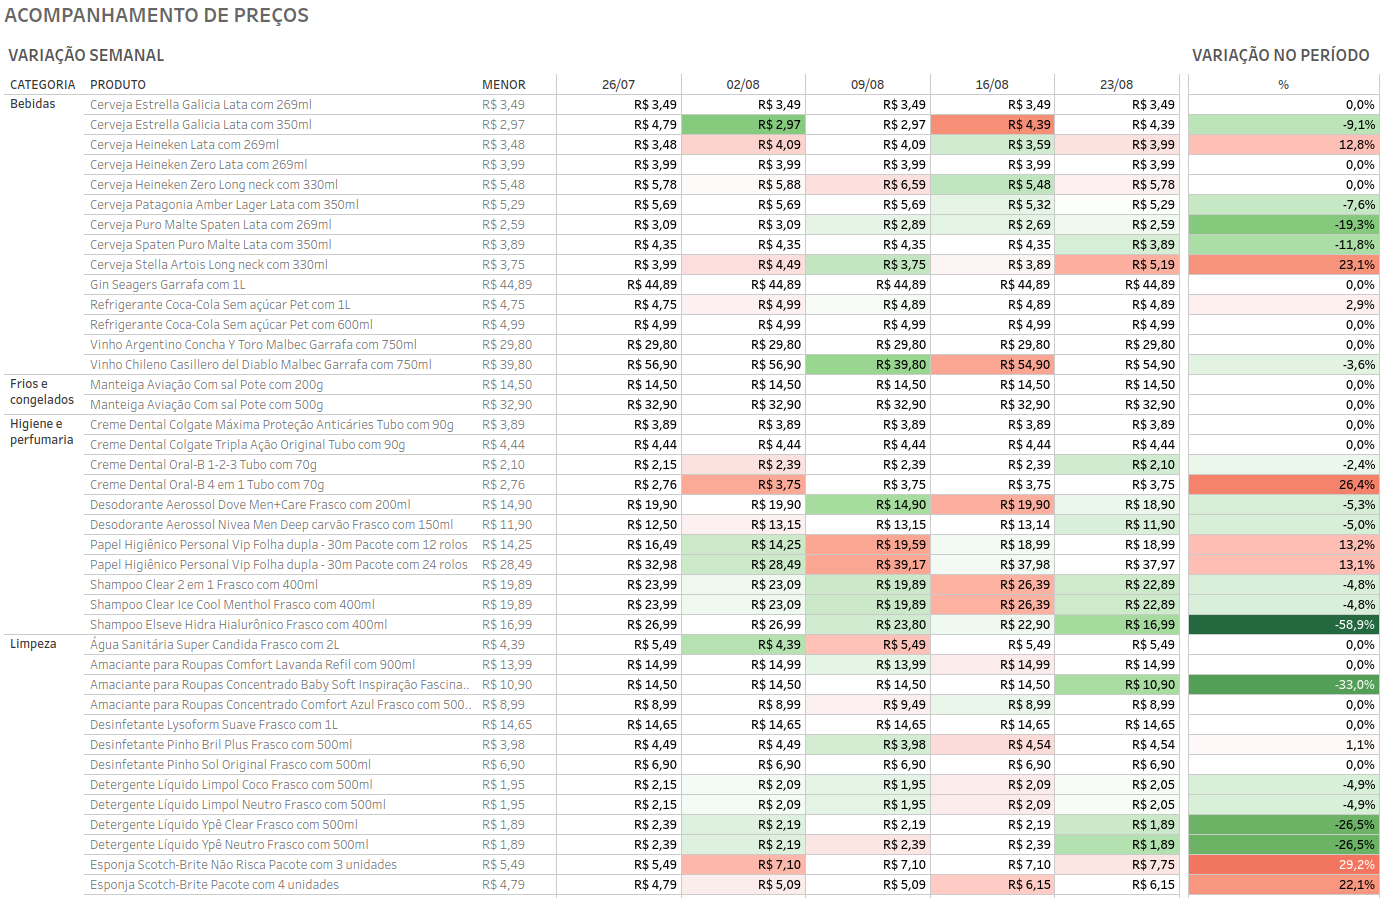 ACOMPANHAMENTO DE PREÇOS
VARIAÇÃO SEMANAL VARIAÇÃO NO PERÍODO
CATEGORIA PRODUTO MENOR 26/07 02/08 09/08 16/08 23/08 %
Bebidas Cerveja Estrella Galicia Lata com 269ml R$ 3,49 R$ 3,49 R$ 3,49 R$ 3,49 R$ 3,49 R$ 3,49 0,0%
Cerveja Estrella Galicia Lata com 350ml R$ 2,97 R$ 4,79 R$ 2,97 R$ 2,97 R$ 4,39 R$ 4,39 -9,1%
Cerveja Heineken Lata com 269ml R$ 3,48 R$ 3,48 R$ 4,09 R$ 4,09 R$ 3,59 R$ 3,99 12,8%
Cerveja Heineken Zero Lata com 269ml R$ 3,99 R$ 3,99 R$ 3,99 R$ 3,99 R$ 3,99 R$ 3,99 0,0%
Cerveja Heineken Zero Long neck com 330ml R$ 5,48 R$ 5,78 R$ 5,88 R$ 6,59 R$ 5,48 R$ 5,78 0,0%
Cerveja Patagonia Amber Lager Lata com 350ml R$ 5,29 R$ 5,69 R$ 5,69 R$ 5,69 R$ 5,32 R$ 5,29 -7,6%
Cerveja Puro Malte Spaten Lata com 269ml R$ 2,59 R$ 3,09 R$ 3,09 R$ 2,89 R$ 2,69 R$ 2,59 -19,3%
Cerveja Spaten Puro Malte Lata com 350ml R$ 3,89 R$ 4,35 R$ 4,35 R$ 4,35 R$ 4,35 R$ 3,89 -11,8%
Cerveja Stella Artois Long neck com 330ml R$ 3,75 R$ 3,99 R$ 4,49 R$ 3,75 R$ 3,89 R$ 5,19 23,1%
Gin Seagers Garrafa com 1L R$ 44,89 R$ 44,89 R$ 44,89 R$ 44,89 R$ 44,89 R$ 44,89 0,0%
Refrigerante Coca-Cola Sem açúcar Pet com 1L R$ 4,75 R$ 4,75 R$ 4,99 R$ 4,89 R$ 4,89 R$ 4,89 2,9%
Refrigerante Coca-Cola Sem açúcar Pet com 600ml R$ 4,99 R$ 4,99 R$ 4,99 R$ 4,99 R$ 4,99 R$ 4,99 0,0%
Vinho Argentino Concha Y Toro Malbec Garrafa com 750ml R$ 29,80 R$ 29,80 R$ 29,80 R$ 29,80 R$ 29,80 R$ 29,80 0,0%
Vinho Chileno Casillero del Diablo Malbec Garrafa com 750ml R$ 39,80 R$ 56,90 R$ 56,90 R$ 39,80 R$ 54,90 R$ 54,90 -3,6%
Frios e congelados Manteiga Aviação Com sal Pote com 200g R$ 14,50 R$ 14,50 R$ 14,50 R$ 14,50 R$ 14,50 R$ 14,50 0,0%
Manteiga Aviação Com sal Pote com 500g R$ 32,90 R$ 32,90 R$ 32,90 R$ 32,90 R$ 32,90 R$ 32,90 0,0%
Higiene e perfumaria Creme Dental Colgate Máxima Proteção Anticáries Tubo com 90g R$ 3,89 R$ 3,89 R$ 3,89 R$ 3,89 R$ 3,89 R$ 3,89 0,0%
Creme Dental Colgate Tripla Ação Original Tubo com 90g R$ 4,44 R$ 4,44 R$ 4,44 R$ 4,44 R$ 4,44 R$ 4,44 0,0%
Creme Dental Oral-B 1-2-3 Tubo com 70g R$ 2,10 R$ 2,15 R$ 2,39 R$ 2,39 R$ 2,39 R$ 2,10 -2,4%
Creme Dental Oral-B 4 em 1 Tubo com 70g R$ 2,76 R$ 2,76 R$ 3,75 R$ 3,75 R$ 3,75 R$ 3,75 26,4%
Desodorante Aerossol Dove Men+Care Frasco com 200ml R$ 14,90 R$ 19,90 R$ 19,90 R$ 14,90 R$ 19,90 R$ 18,90 -5,3%
Desodorante Aerossol Nivea Men Deep carvão Frasco com 150ml R$ 11,90 R$ 12,50 R$ 13,15 R$ 13,15 R$ 13,14 R$ 11,90 -5,0%
Papel Higiênico Personal Vip Folha dupla - 30m Pacote com 12 rolos R$ 14,25 R$ 16,49 R$ 14,25 R$ 19,59 R$ 18,99 R$ 18,99 13,2%
Papel Higiênico Personal Vip Folha dupla - 30m Pacote com 24 rolos R$ 28,49 R$ 32,98 R$ 28,49 R$ 39,17 R$ 37,98 R$ 37,97 13,1%
Shampoo Clear 2 em 1 Frasco com 400ml R$ 19,89 R$ 23,99 R$ 23,09 R$ 19,89 R$ 26,39 R$ 22,89 -4,8%
Shampoo Clear Ice Cool Menthol Frasco com 400ml R$ 19,89 R$ 23,99 R$ 23,09 R$ 19,89 R$ 26,39 R$ 22,89 -4,8%
Shampoo Elseve Hidra Hialurônico Frasco com 400ml R$ 16,99 R$ 26,99 R$ 26,99 R$ 23,80 R$ 22,90 R$ 16,99 -58,9%
Limpeza Água Sanitária Super Candida Frasco com 2L R$ 4,39 R$ 5,49 R$ 4,39 R$ 5,49 R$ 5,49 R$ 5,49 0,0%
Amaciante para Roupas Comfort Lavanda Refil com 900ml R$ 13,99 R$ 14,99 R$ 14,99 R$ 13,99 R$ 14,99 R$ 14,99 0,0%
Amaciante para Roupas Concentrado Baby Soft Inspiração Fascina.. R$ 10,90 R$ 14,50 R$ 14,50 R$ 14,50 R$ 14,50 R$ 10,90 -33,0%
Amaciante para Roupas Concentrado Comfort Azul Frasco com 500.. R$ 8,99 R$ 8,99 R$ 8,99 R$ 9,49 R$ 8,99 R$ 8,99 0,0%
Desinfetante Lysoform Suave Frasco com 1L R$ 14,65 R$ 14,65 R$ 14,65 R$ 14,65 R$ 14,65 R$ 14,65 0,0%
Desinfetante Pinho Bril Plus Frasco com 500ml R$ 3,98 R$ 4,49 R$ 4,49 R$ 3,98 R$ 4,54 R$ 4,54 1,1%
Desinfetante Pinho Sol Original Frasco com 500ml R$ 6,90 R$ 6,90 R$ 6,90 R$ 6,90 R$ 6,90 R$ 6,90 0,0%
Detergente Líquido Limpol Coco Frasco com 500ml R$ 1,95 R$ 2,15 R$ 2,09 R$ 1,95 R$ 2,09 R$ 2,05 -4,9%
Detergente Líquido Limpol Neutro Frasco com 500ml R$ 1,95 R$ 2,15 R$ 2,09 R$ 1,95 R$ 2,09 R$ 2,05 -4,9%
Detergente Líquido Ypê Clear Frasco com 500ml R$ 1,89 R$ 2,39 R$ 2,19 R$ 2,19 R$ 2,19 R$ 1,89 -26,5%
Detergente Líquido Ypê Neutro Frasco com 500ml R$ 1,89 R$ 2,39 R$ 2,19 R$ 2,39 R$ 2,39 R$ 1,89 -26,5%
Esponja Scotch-Brite Não Risca Pacote com 3 unidades R$ 5,49 R$ 5,49 R$ 7,10 R$ 7,10 R$ 7,10 R$ 7,75 29,2%
Esponja Scotch-Brite Pacote com 4 unidades R$ 4,79 R$ 4,79 R$ 5,09 R$ 5,09 R$ 6,15 R$ 6,15 22,1%